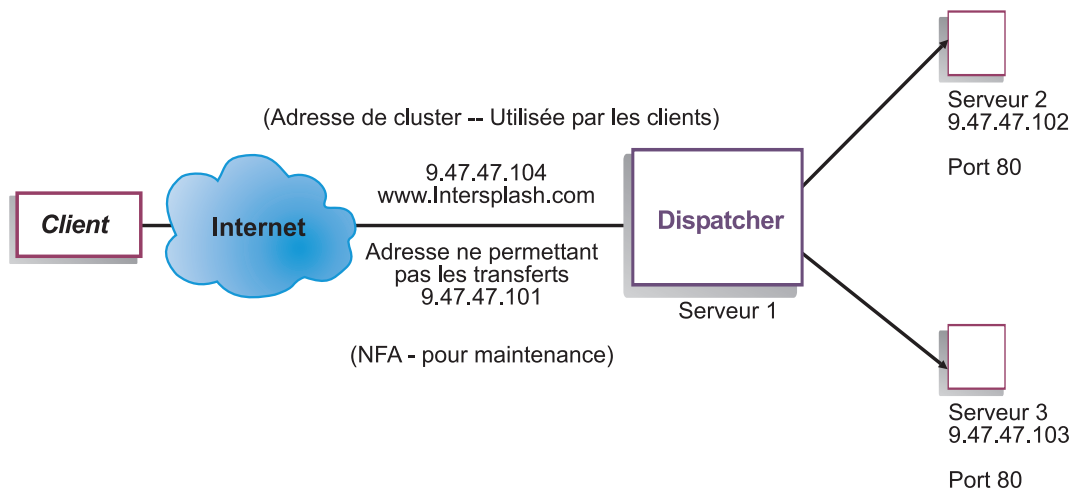 (Adresse de cluster -- Utilisée par les clients)
9.47.47.104
www.Intersplash.com
Client
Internet
Adresse ne permettant
pas les transferts
9.47.47.101
(NFA - pour maintenance)
Dispatcher
Serveur 1
Serveur 2
9.47.47.102
Port 80
Serveur 3
9.47.47.103
Port 80